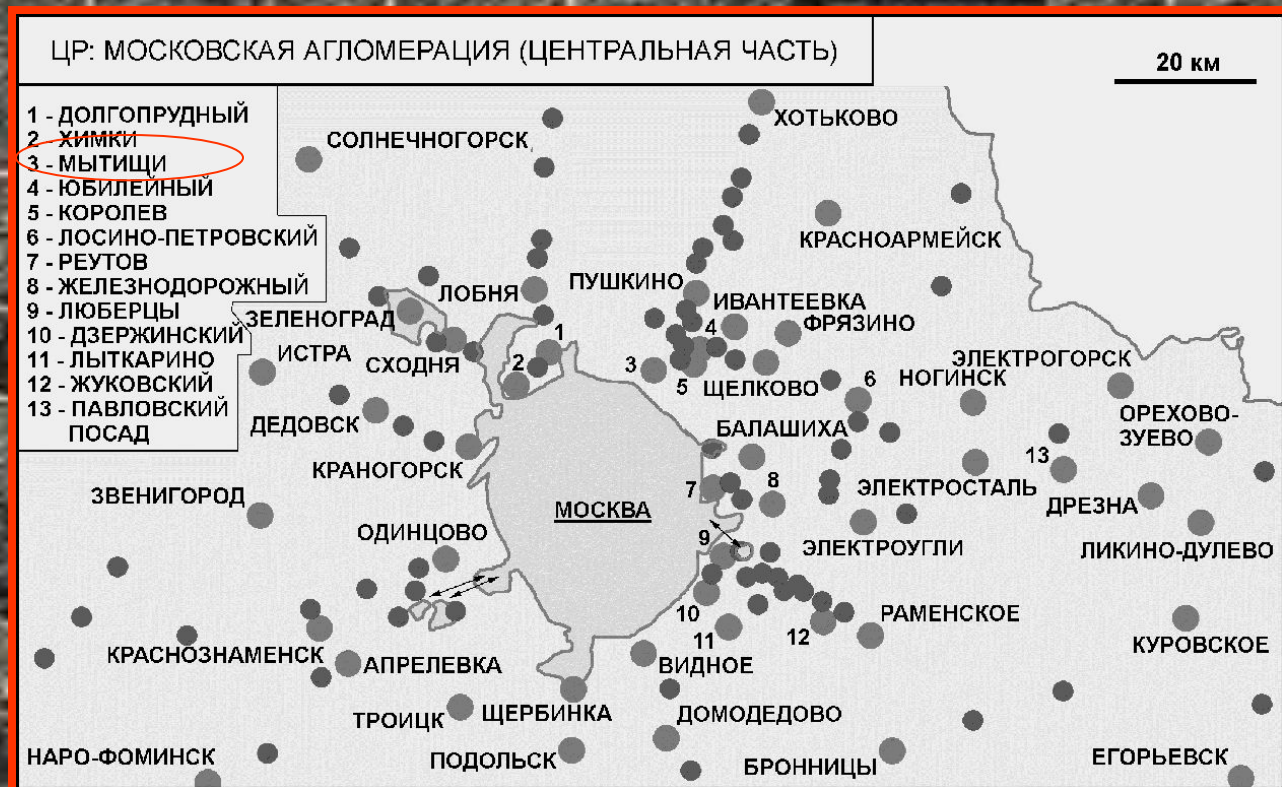 ЦР: МОСКОВСКАЯ АГЛОМЕРАЦИЯ (ЦЕНТРАЛЬНАЯ ЧАСТЬ)
20 км
1 - ДОЛГОПРУДНЫЙ
2 - ХИМКИ
3 - МЫТИЩИ
4 - ЮБИЛЕЙНЫЙ
5 - КОРОЛЕВ
6 - ЛОСИНО-ПЕТРОВСКИЙ
7 - РЕУТОВ
8 - ЖЕЛЕЗНОДОРОЖНЫЙ
9 - ЛЮБЕРЦЫ
10 - ДЗЕРЖИНСКИЙ
11 - ЛЫТКАРИНО
12 - ЖУКОВСКИЙ
13 - ПАВЛОВСКИЙ
ПОСАД
ХОТЬКОВО
СОЛНЕЧНОГОРСК
КРАСНОАРМЕЙСК
ПУШКИНО
ЛОБНЯ
ИВАНТЕЕВКА
ЗЕЛЕНОГРАД
ФРЯЗИНО
1
4
ИСТРА
СХОДНЯ
2
3
5
ЩЕЛКОВО
6
НОГИНСК
ЭЛЕКТРОГОРСК
ДЕДОВСК
БАЛАШИХА
ОРЕХОВО-
ЗУЕВО
КРАНОГОРСК
13
ЗВЕНИГОРОД
7
8
ЭЛЕКТРОСТАЛЬ
ДРЕЗНА
МОСКВА
ОДИНЦОВО
9
ЭЛЕКТРОУГЛИ
ЛИКИНО-ДУЛЕВО
10
РАМЕНСКОЕ
11
12
КУРОВСКОЕ
КРАСНОЗНАМЕНСК
АПРЕЛЕВКА
ВИДНОЕ
ТРОИЦК
ЩЕРБИНКА
ДОМОДЕДОВО
НАРО-ФОМИНСК
ПОДОЛЬСК
БРОННИЦЫ
ЕГОРЬЕВСК